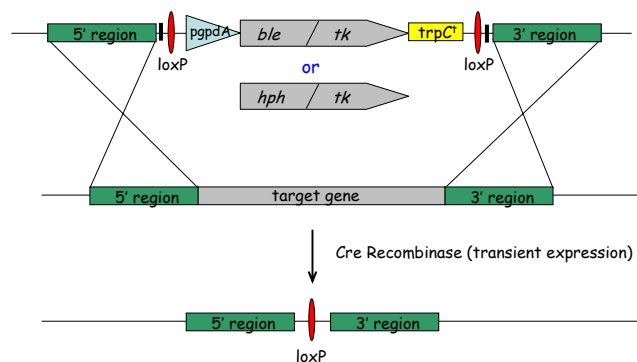 5' region loxP pgpdA ble / tk trpCᵗ loxP 3' region
or
hph / tk
5' region target gene 3' region
Cre Recombinase (transient expression)
5' region 3' region
loxP